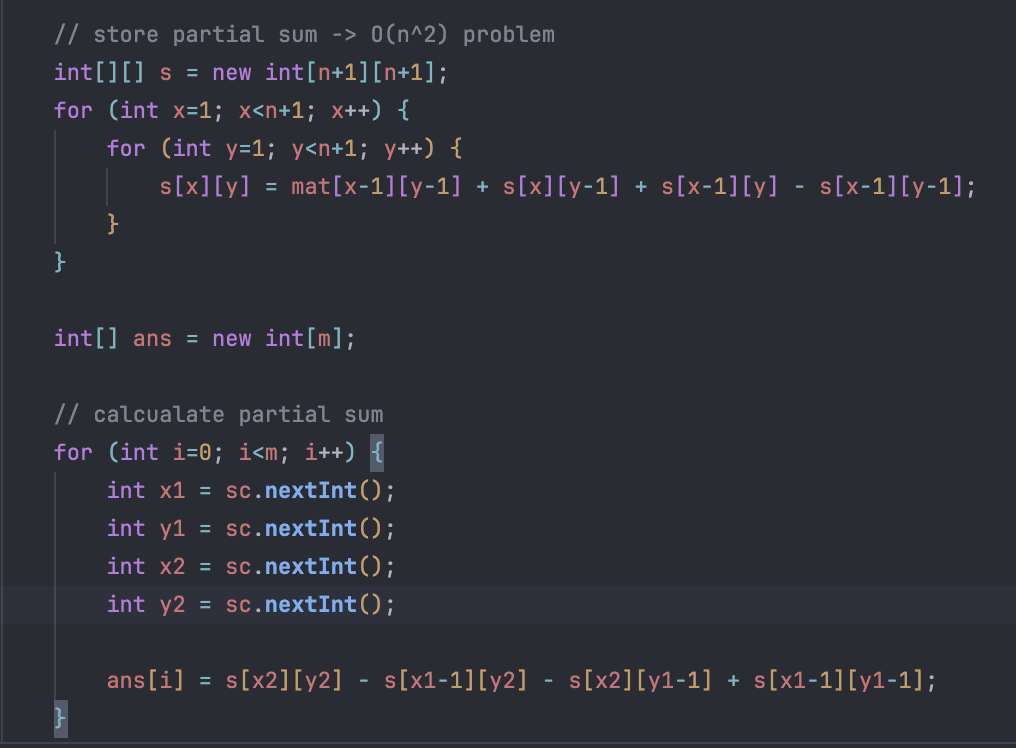 // store partial sum -> O(n^2) problem
int[][] s = new int[n+1][n+1];
for (int x=1; x<n+1; x++) {
    for (int y=1; y<n+1; y++) {
        s[x][y] = mat[x-1][y-1] + s[x][y-1] + s[x-1][y] - s[x-1][y-1];
    }
}
int[] ans = new int[m];
// calcualate partial sum
for (int i=0; i<m; i++) {
    int x1 = sc.nextInt();
    int y1 = sc.nextInt();
    int x2 = sc.nextInt();
    int y2 = sc.nextInt();
    ans[i] = s[x2][y2] - s[x1-1][y2] - s[x2][y1-1] + s[x1-1][y1-1];
}